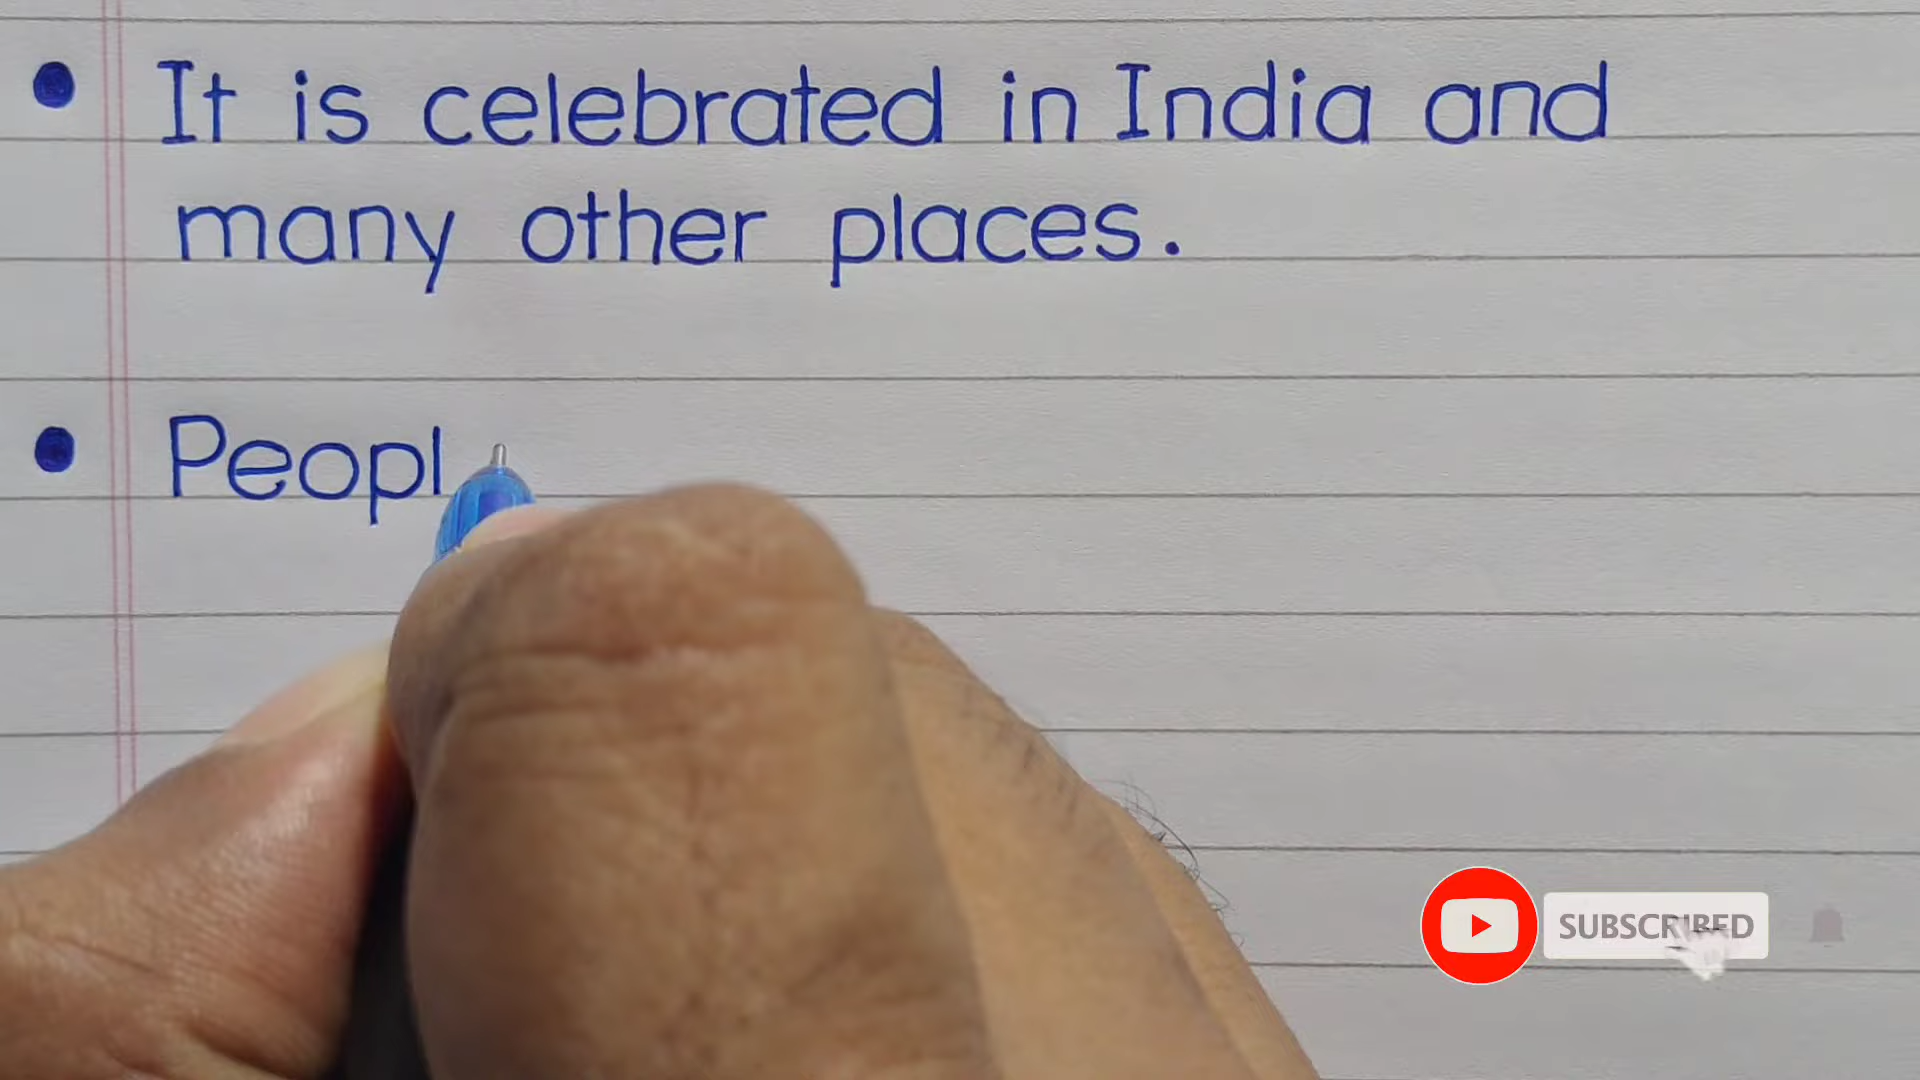 • It is celebrated in India and
many other places.
• Peopl
SUBSCRIBED